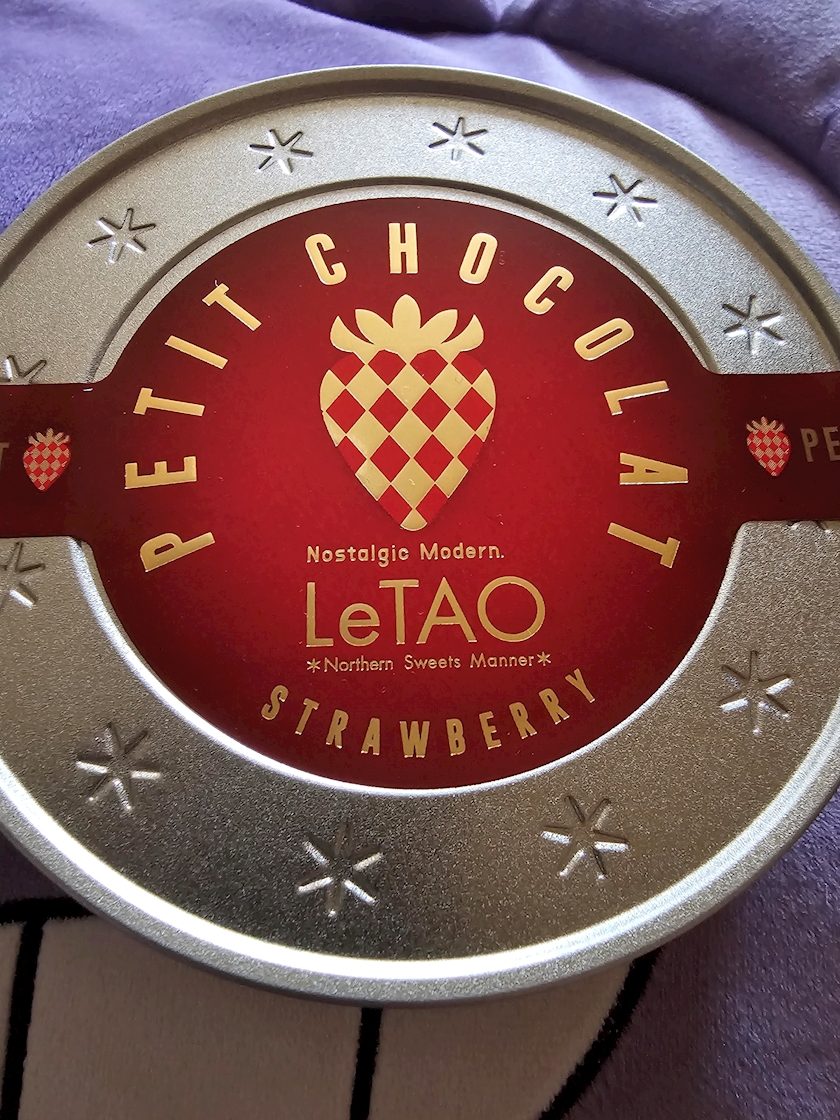 PETIT CHOCOLAT
Nostalgic Modern.
LeTAO
*Northern Sweets Manner*
STRAWBERRY